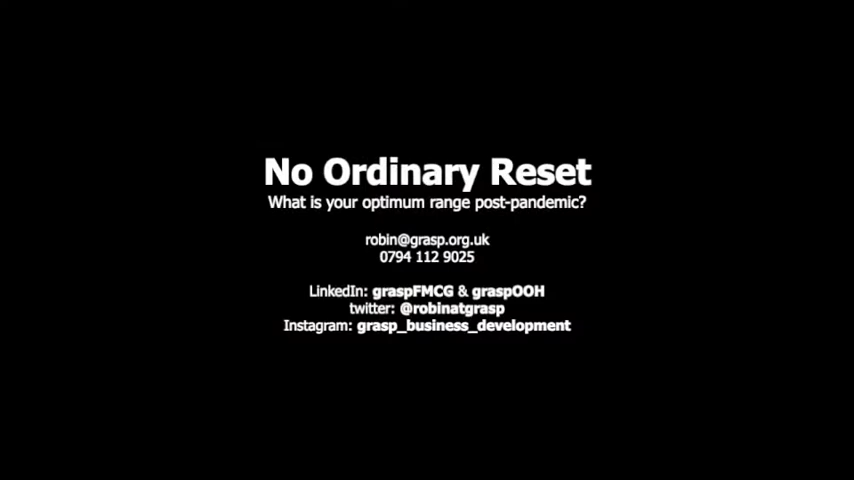 No Ordinary Reset
What is your optimum range post-pandemic?
robin@grasp.org.uk
0794 112 9025
LinkedIn: graspFMCG & graspOOH
twitter: @robinatgrasp
Instagram: grasp_business_development